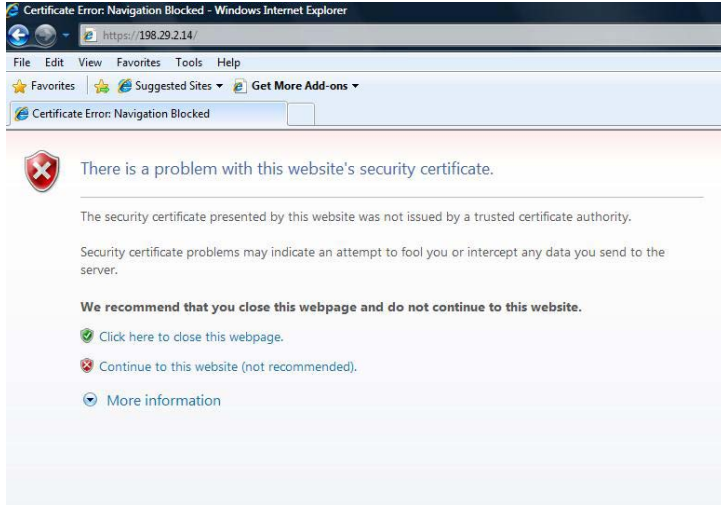 Certificate Error: Navigation Blocked - Windows Internet Explorer
https://198.29.2.14/
File Edit View Favorites Tools Help
Favorites Suggested Sites Get More Add-ons
Certificate Error: Navigation Blocked
There is a problem with this website's security certificate.
The security certificate presented by this website was not issued by a trusted certificate authority.
Security certificate problems may indicate an attempt to fool you or intercept any data you send to the
server.
We recommend that you close this webpage and do not continue to this website.
Click here to close this webpage.
Continue to this website (not recommended).
More information